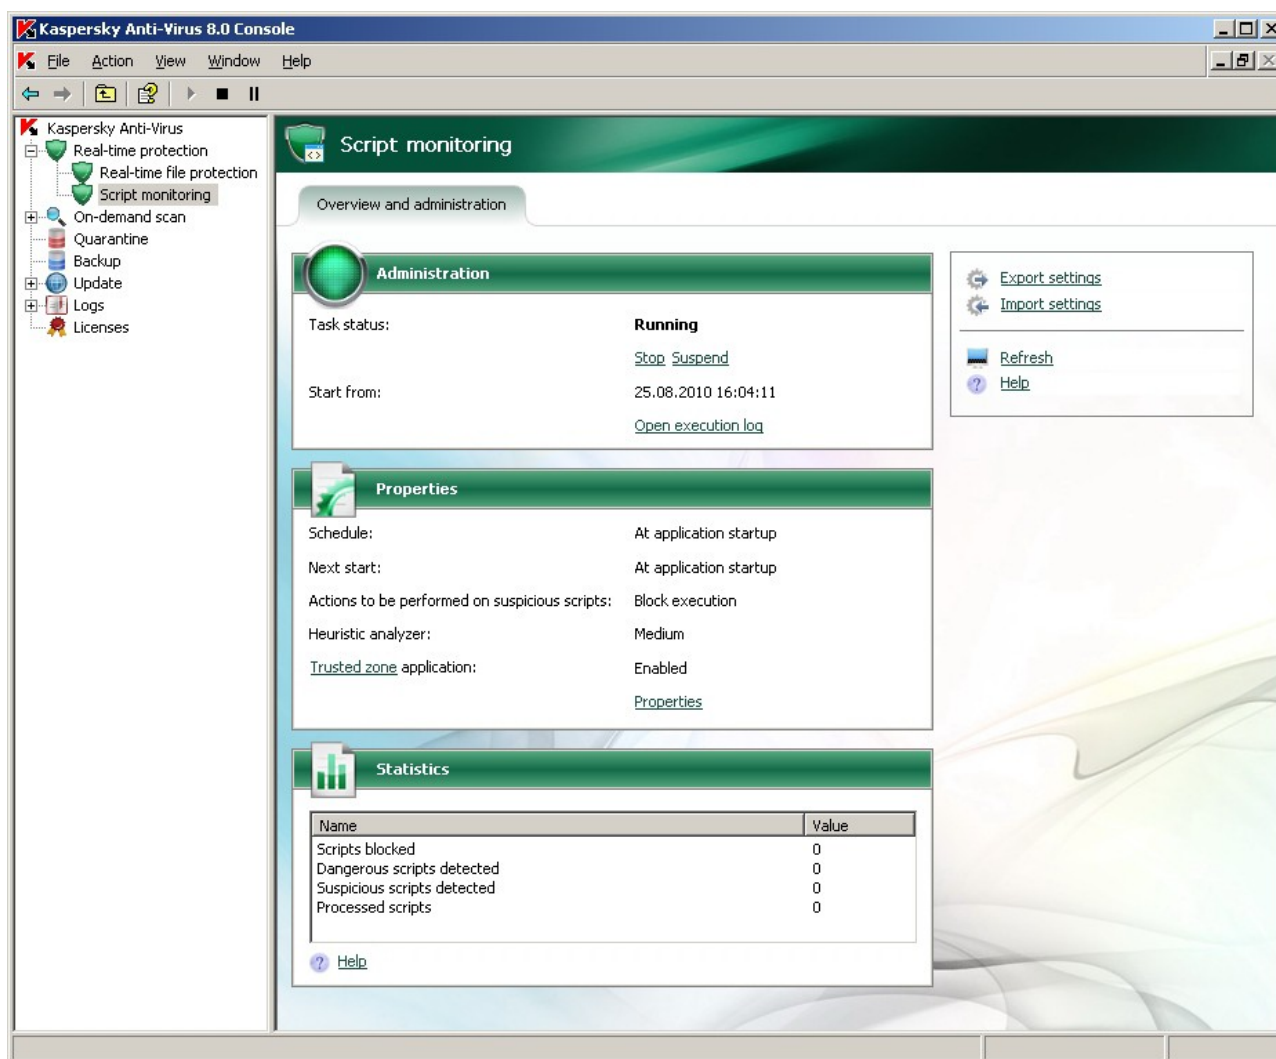 Kaspersky Anti-Virus 8.0 Console
File Action View Window Help
Kaspersky Anti-Virus
Real-time protection
Real-time file protection
Script monitoring
On-demand scan
Quarantine
Backup
Update
Logs
Licenses
Script monitoring
Overview and administration
Administration
Task status: Running
Stop Suspend
Start from: 25.08.2010 16:04:11
Open execution log
Properties
Schedule: At application startup
Next start: At application startup
Actions to be performed on suspicious scripts: Block execution
Heuristic analyzer: Medium
Trusted zone application: Enabled
Properties
Statistics
Name Value
Scripts blocked 0
Dangerous scripts detected 0
Suspicious scripts detected 0
Processed scripts 0
Help
Export settings
Import settings
Refresh
Help